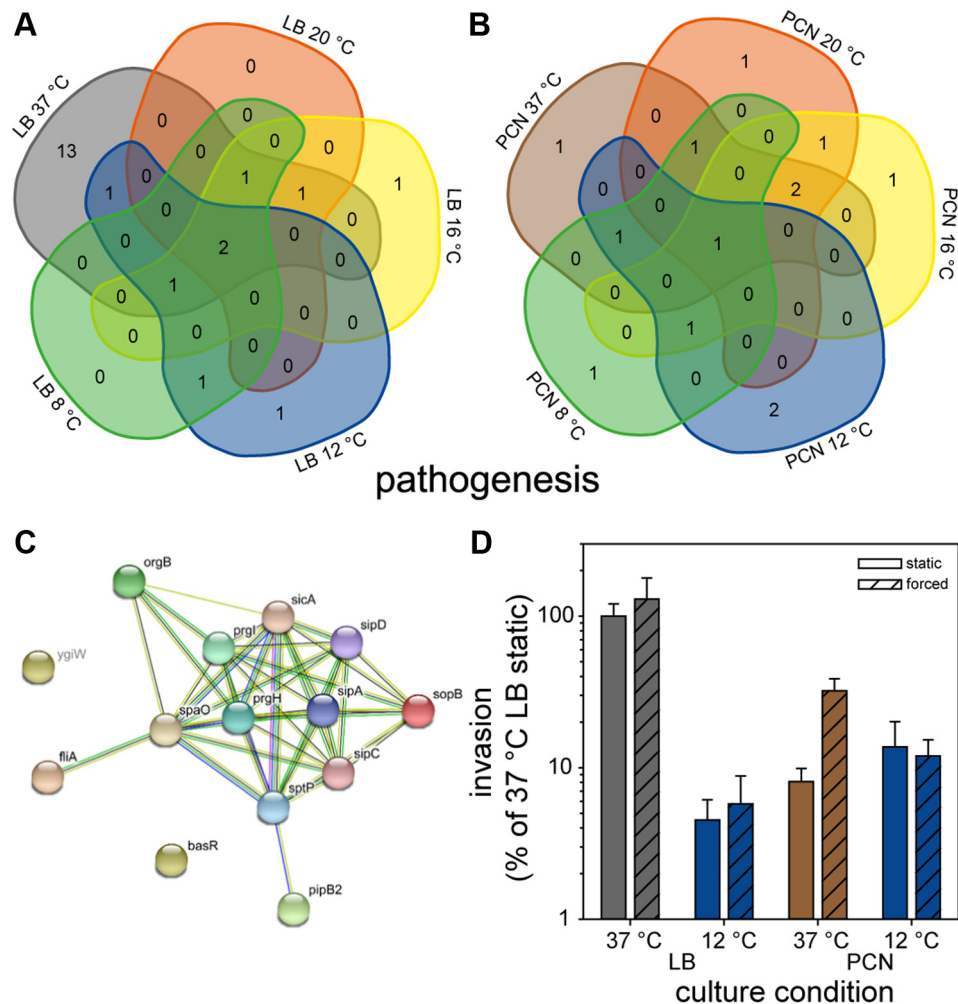 A
B
LB 20 °C
PCN 20 °C
LB 37 °C
PCN 37 °C
0
1
0
0
0
0
13
0
0
1
1
1
1
0
1
1
1
0
1
1
2
0
0
0
0
0
LB 16 °C
PCN 16 °C
0
2
0
0
1
1
0
0
0
0
0
1
0
0
0
0
0
0
0
0
0
0
1
0
0
0
0
0
0
1
1
0
1
2
LB 8 °C
PCN 8 °C
LB 12 °C
PCN 12 °C
pathogenesis
C
D
orgB
sicA
sipD
prgI
ygiW
sipA
sopB
prgH
spaO
sipC
fliA
sptP
basR
pipB2
static
forced
invasion
(% of 37 °C LB static)
100
10
1
37 °C
12 °C
37 °C
12 °C
LB
PCN
culture condition